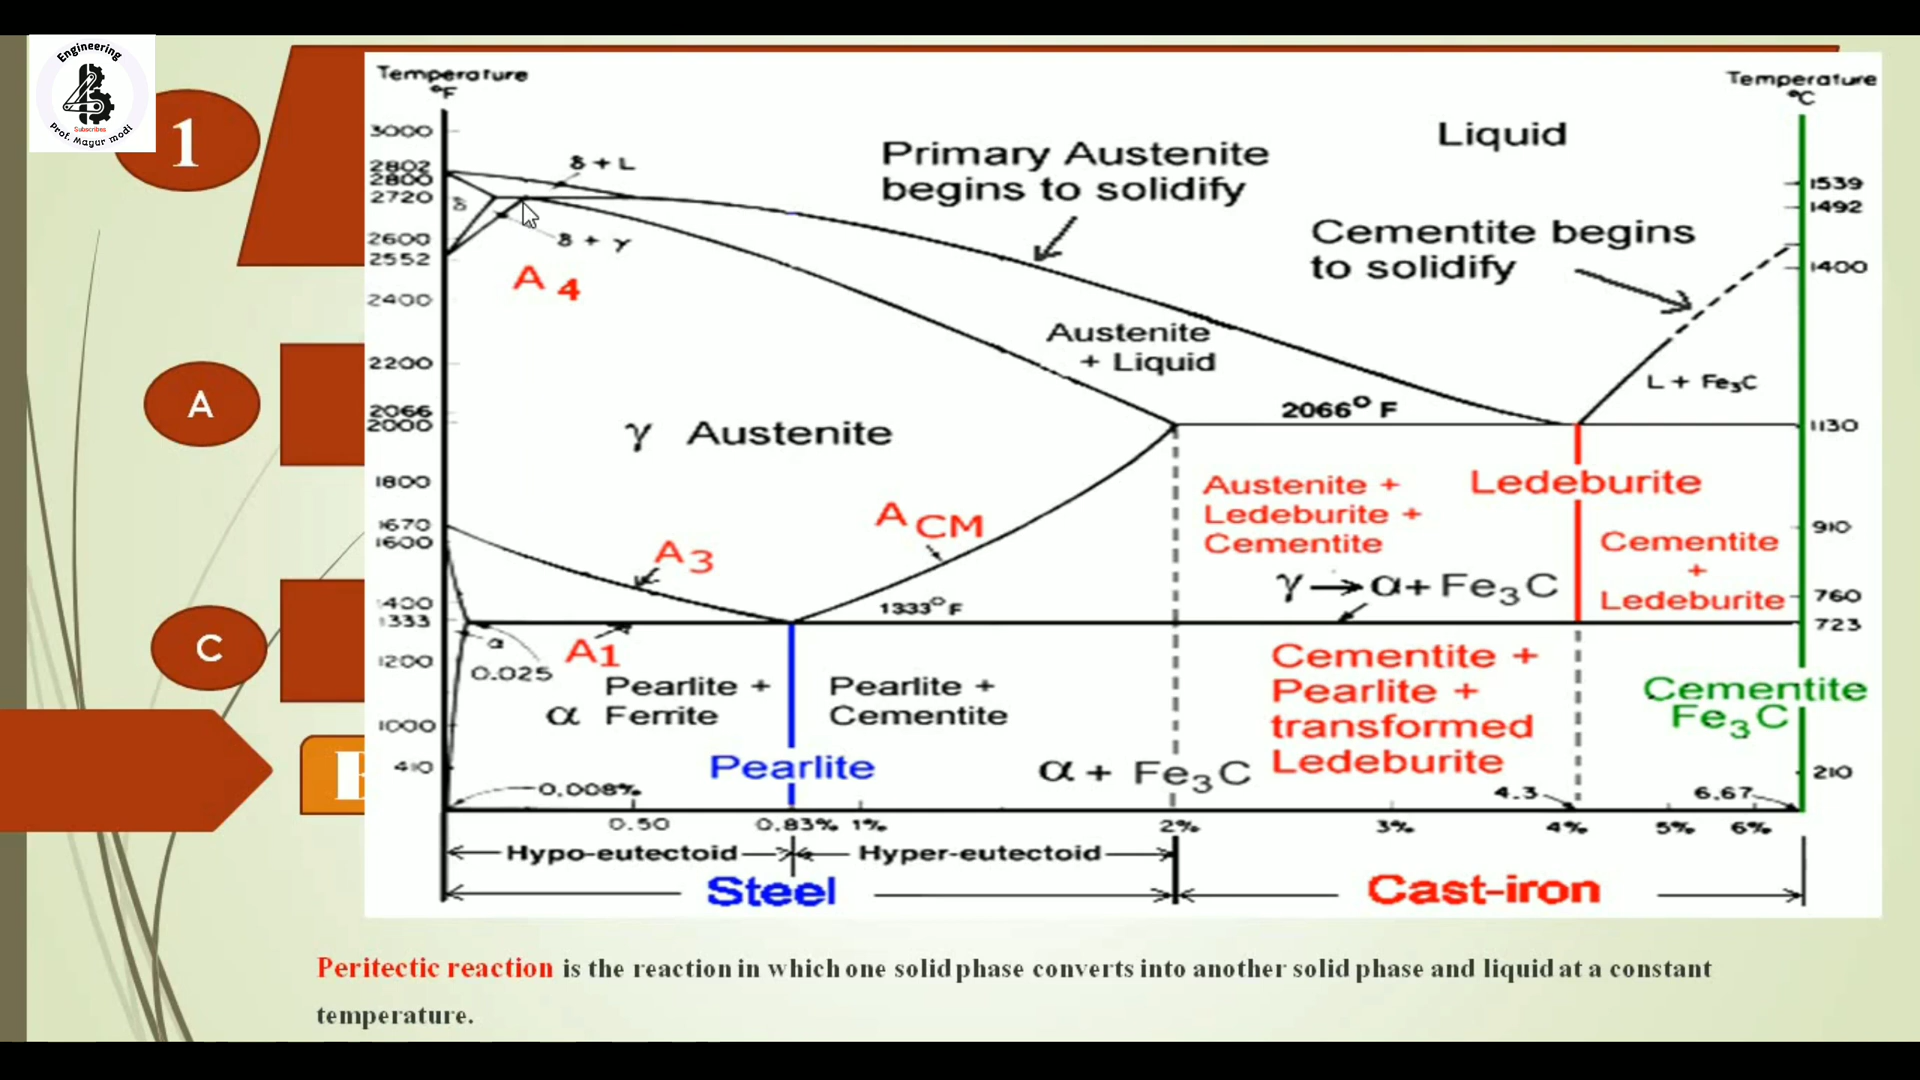 Engineering
Subscribes
Prof. Mayur modi
1
A
C
Temperature
°F
Temperature
°C
3000
2802
2800
2720
2600
2552
2400
2200
2066
2000
1800
1670
1600
1400
1333
1200
1000
410
1539
1492
1400
1130
910
760
723
210
δ + L
δ
δ + γ
A 4
Primary Austenite
begins to solidify
Liquid
Cementite begins
to solidify
Austenite
+ Liquid
L + Fe3C
2066° F
γ Austenite
A CM
A 3
1333° F
Austenite +
Ledeburite +
Cementite
Ledeburite
Cementite
+
Ledeburite
γ → α + Fe3C
A1
α
0.025
Pearlite +
α Ferrite
Pearlite +
Cementite
Pearlite
α + Fe3C
Cementite +
Pearlite +
transformed
Ledeburite
Cementite
Fe3C
0.008%
4.3
6.67
0.50
0.83%
1%
2%
3%
4%
5%
6%
Hypo-eutectoid
Hyper-eutectoid
Steel
Cast-iron
Peritectic reaction is the reaction in which one solid phase converts into another solid phase and liquid at a constant
temperature.